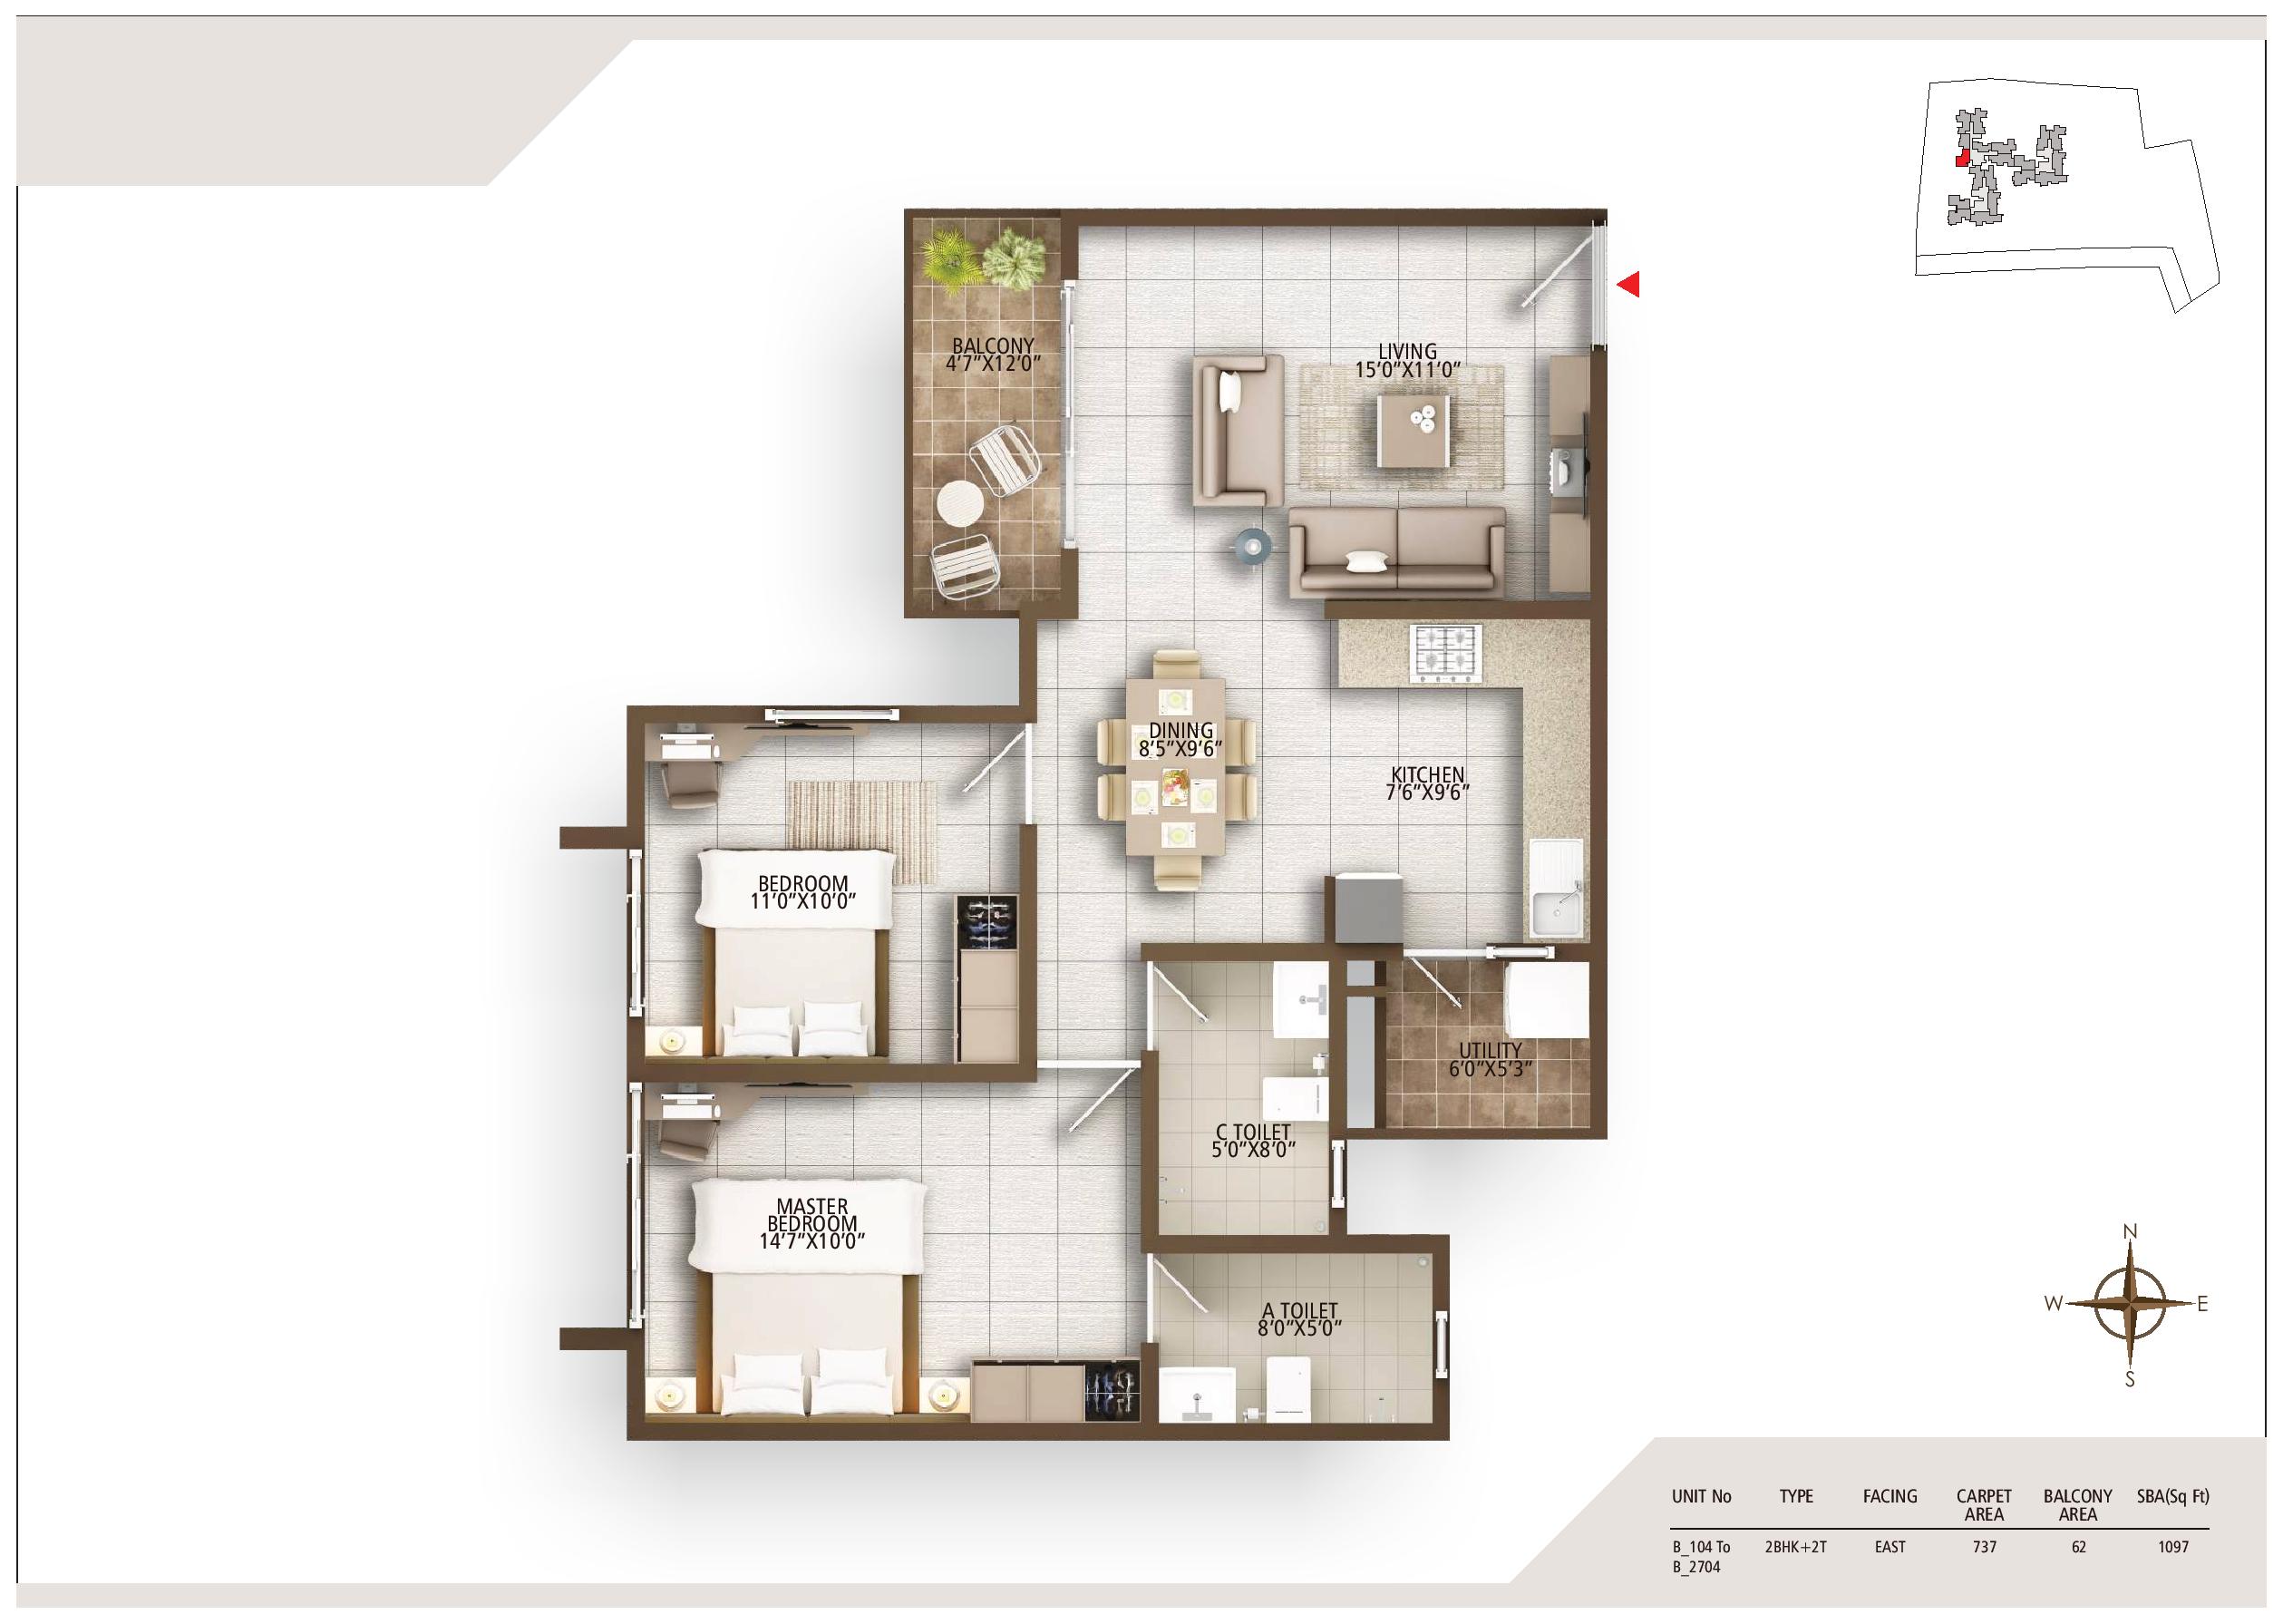 BALCONY
4'7"X12'0"
LIVING
15'0"X11'0"
DINING
8'5"X9'6"
KITCHEN
7'6"X9'6"
BEDROOM
11'0"X10'0"
UTILITY
6'0"X5'3"
C TOILET
5'0"X8'0"
MASTER
BEDROOM
14'7"X10'0"
A TOILET
8'0"X5'0"
N
W E
S
UNIT No TYPE FACING CARPET AREA BALCONY AREA SBA(Sq Ft)
B_104 To B_2704 2BHK+2T EAST 737 62 1097